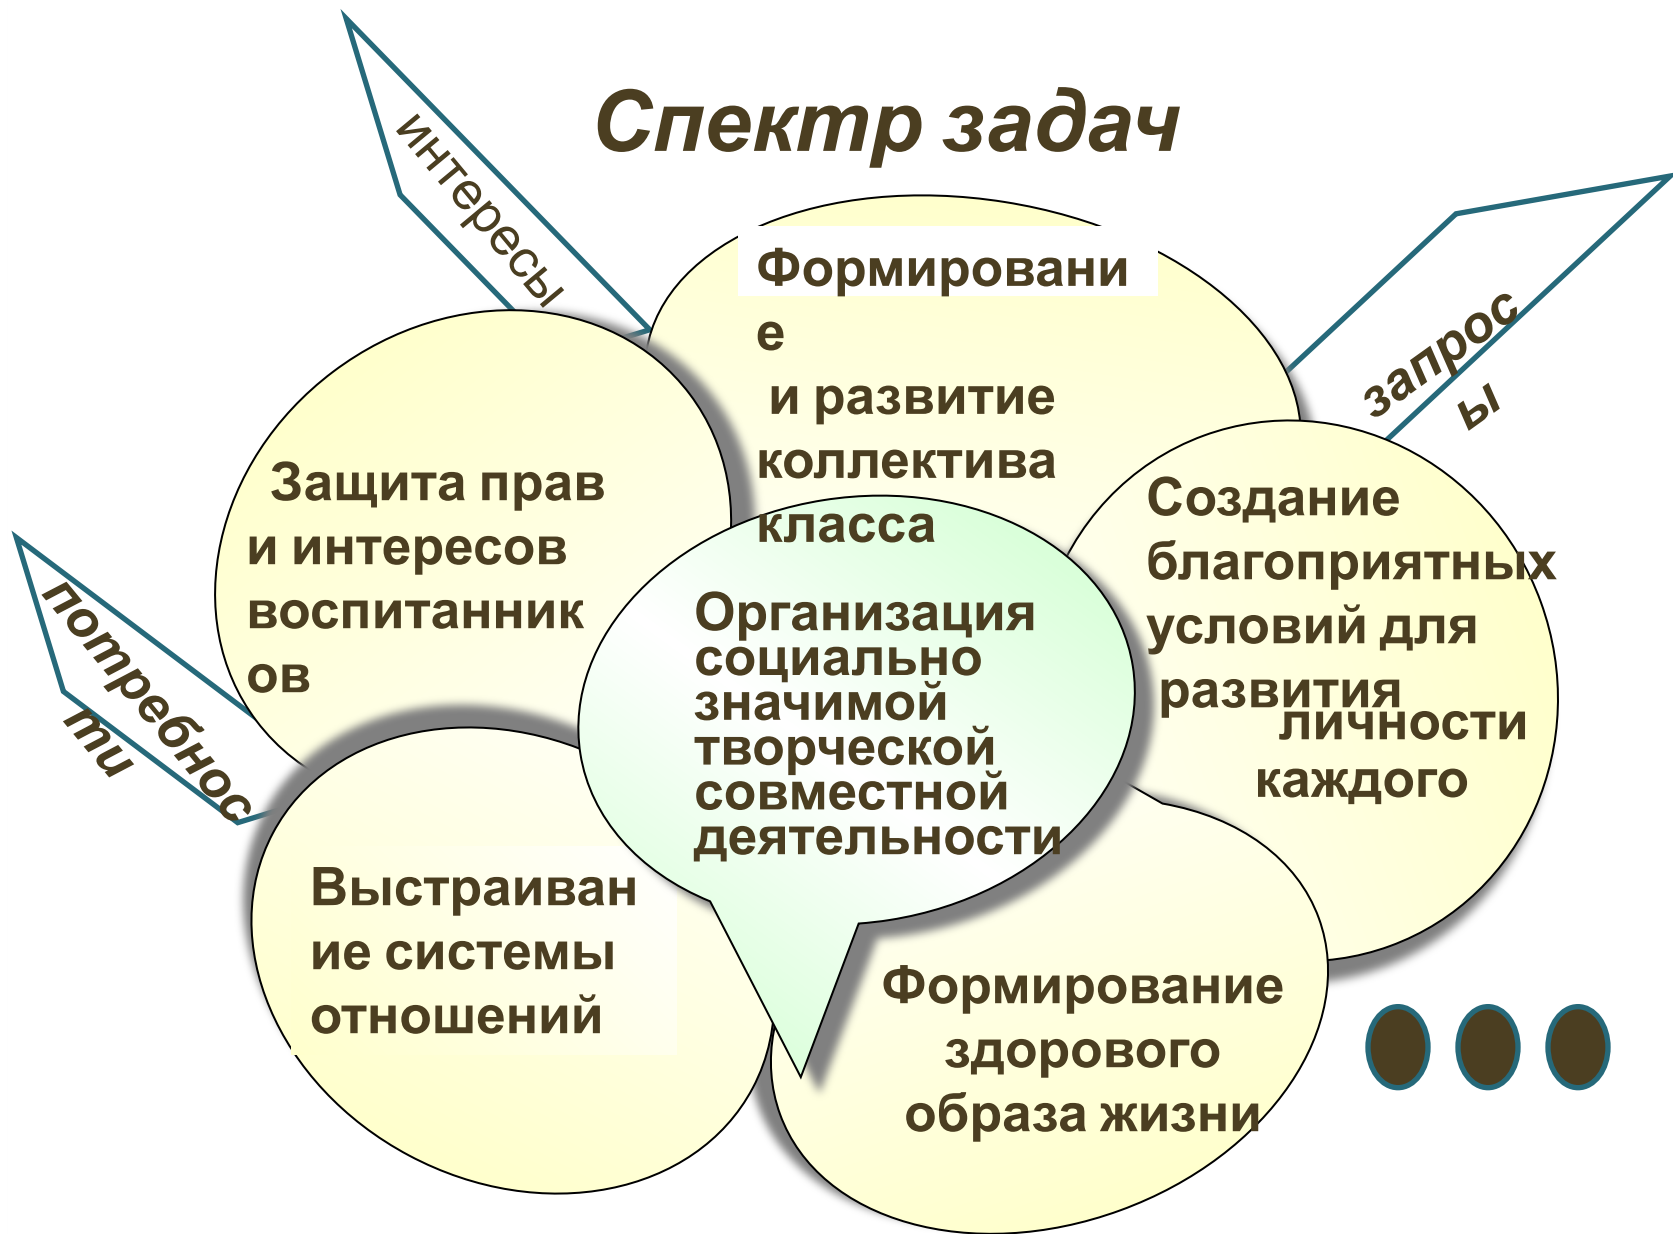 Спектр задач
интересы
Формировани
е
и развитие
коллектива
класса
запрос
ы
Защита прав
и интересов
воспитанник
ов
Создание
благоприятных
условий для
развития
личности
каждого
потребнос
ти
Организация
социально
значимой
творческой
совместной
деятельности
Выстраиван
ие системы
отношений
Формирование
здорового
образа жизни